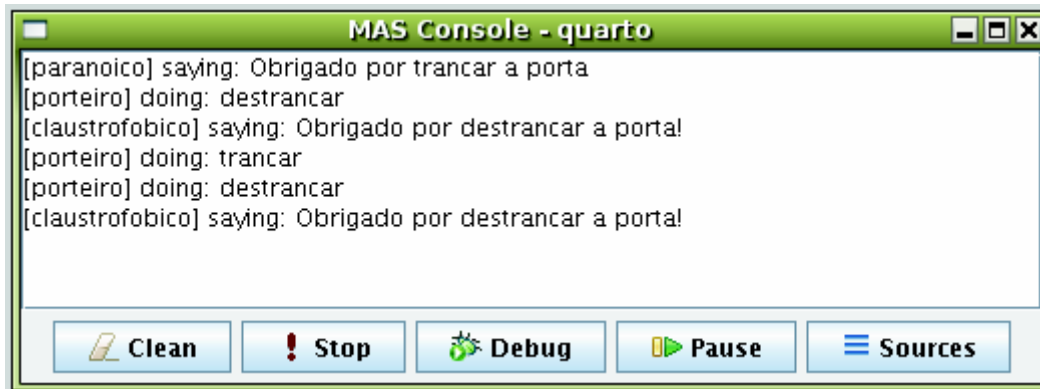 MAS Console - quarto
[paranoico] saying: Obrigado por trancar a porta
[porteiro] doing: destrancar
[claustrofobico] saying: Obrigado por destrancar a porta!
[porteiro] doing: trancar
[porteiro] doing: destrancar
[claustrofobico] saying: Obrigado por destrancar a porta!
Clean Stop Debug Pause Sources